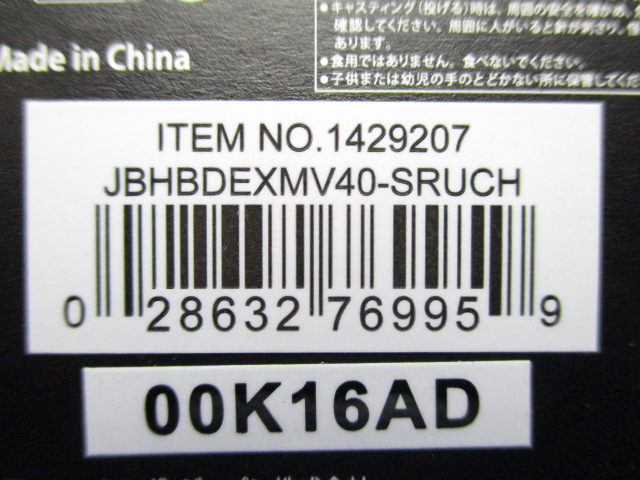 ●キャスティング(投げる)時は、周囲の安全を確かめ、
確認してください。周囲に人がいると針が刺さり、
あります。
●食用ではありません。食べないでください。
●子供または幼児の手のとどかない所に保管してくだ
Made in China
ITEM NO.1429207
JBHBDEXMV40-SRUCH
0 28632 76995 9
00K16AD